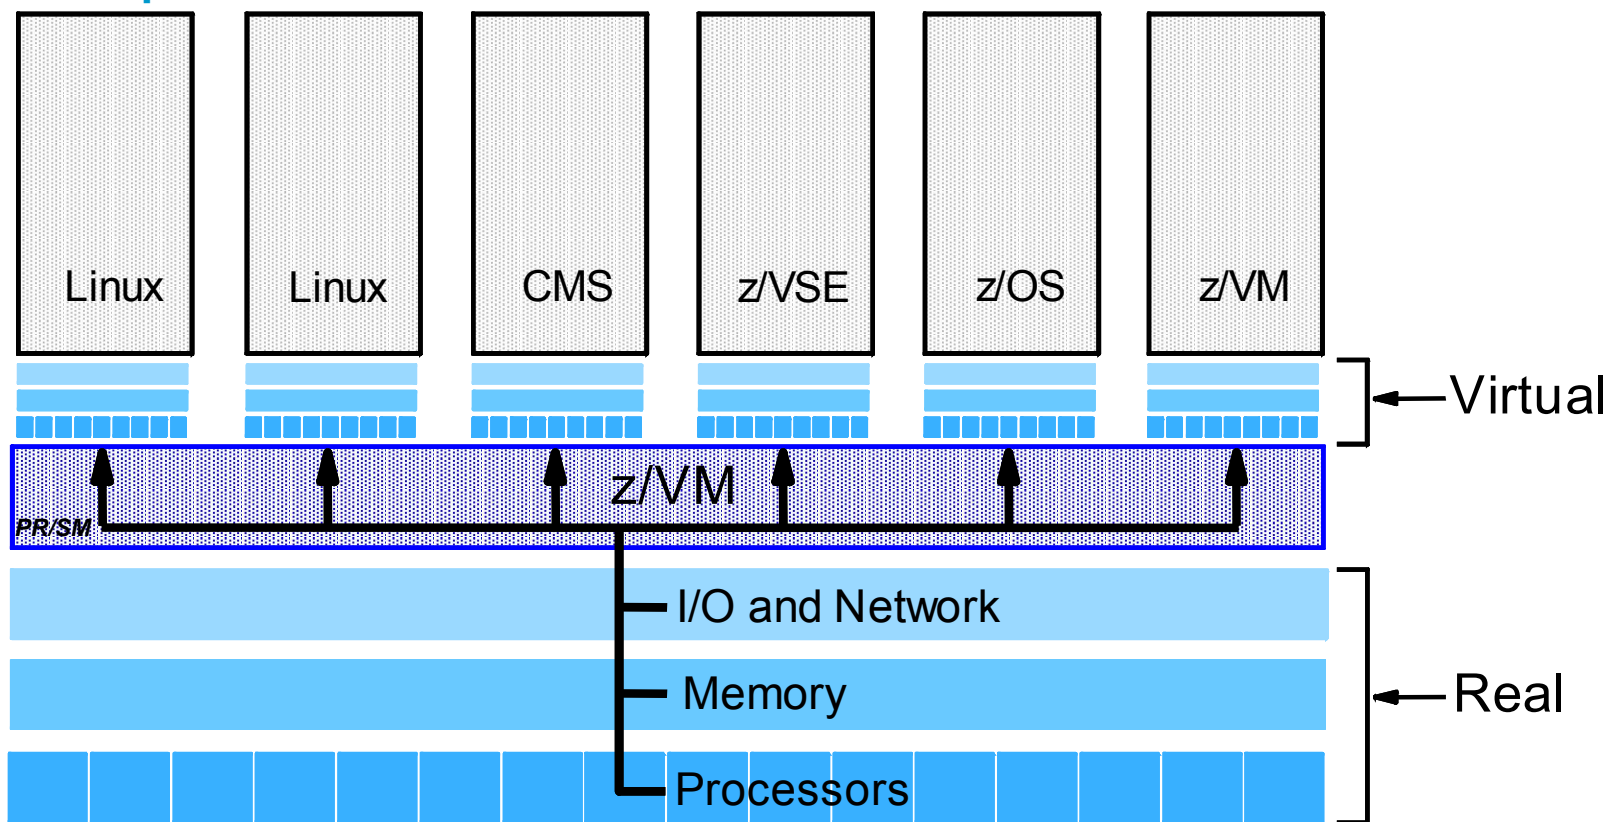 Linux
Linux
CMS
z/VSE
z/OS
z/VM
Virtual
z/VM
PR/SM
I/O and Network
Memory
Real
Processors